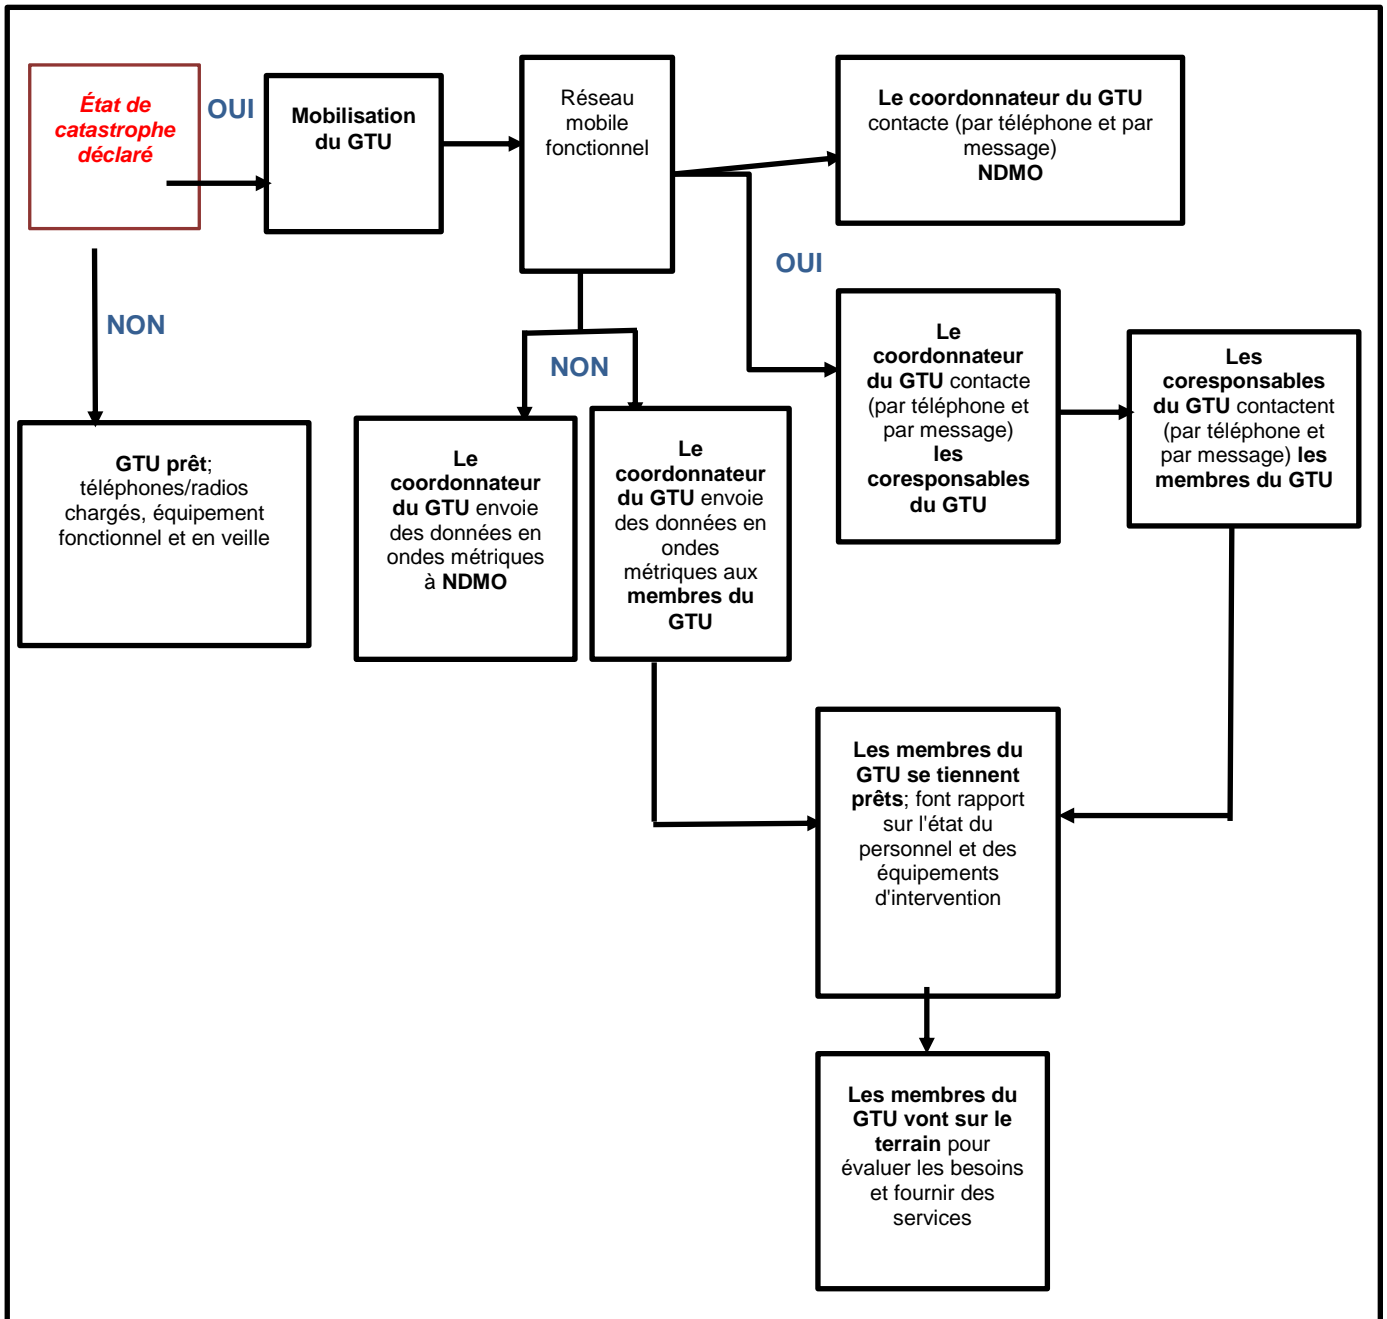 État de
catastrophe
déclaré
OUI
Mobilisation
du GTU
Réseau
mobile
fonctionnel
Le coordonnateur du GTU
contacte (par téléphone et par
message)
NDMO
OUI
NON
NON
Le
coordonnateur
du GTU contacte
(par téléphone et
par message)
les
coresponsables
du GTU
Les
coresponsables
du GTU contactent
(par téléphone et
par message) les
membres du GTU
GTU prêt;
téléphones/radios
chargés, équipement
fonctionnel et en veille
Le
coordonnateur
du GTU envoie
des données en
ondes métriques
à NDMO
Le
coordonnateur
du GTU envoie
des données en
ondes
métriques aux
membres du
GTU
Les membres du
GTU se tiennent
prêts; font rapport
sur l'état du
personnel et des
équipements
d'intervention
Les membres du
GTU vont sur le
terrain pour
évaluer les besoins
et fournir des
services